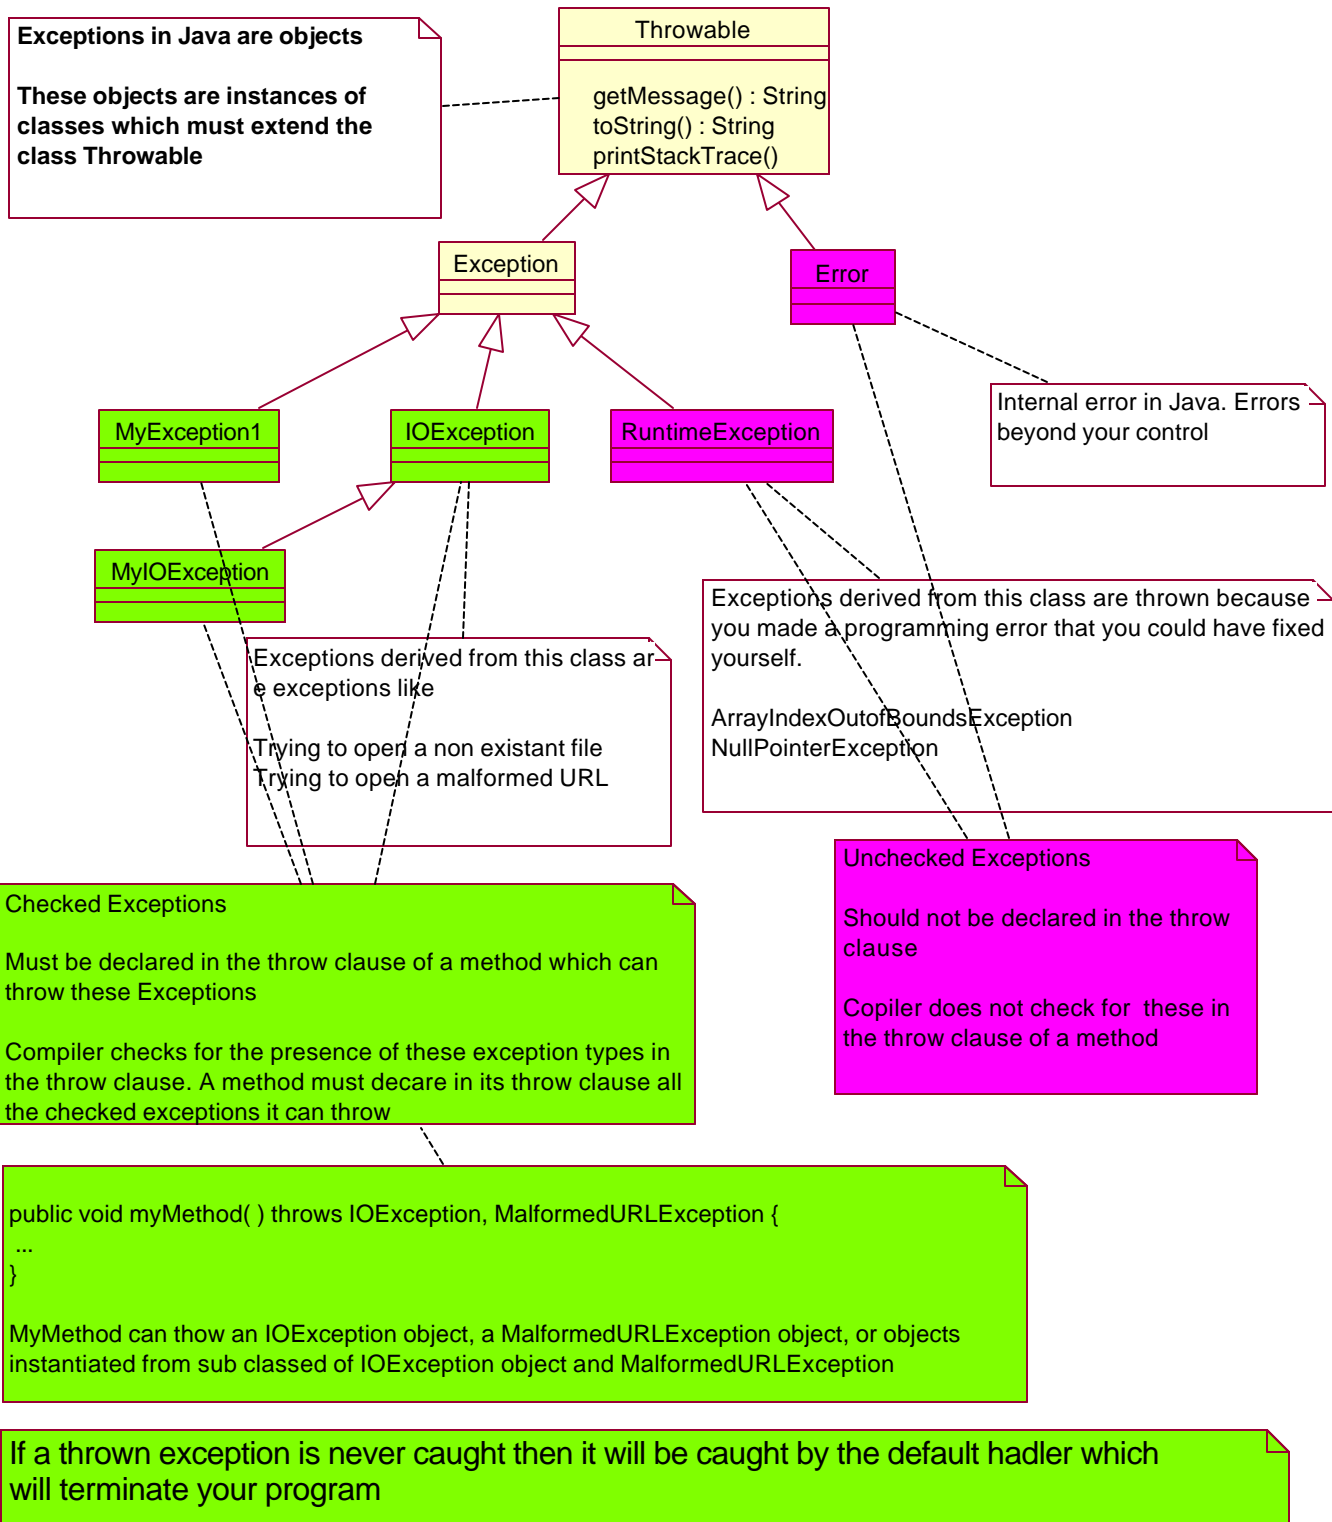 Exceptions in Java are objects
These objects are instances of
classes which must extend the
class Throwable
Throwable
getMessage() : String
toString() : String
printStackTrace()
Exception
Error
Internal error in Java. Errors
beyond your control
MyException1
IOException
RuntimeException
MyIOException
Exceptions derived from this class ar
e exceptions like
Trying to open a non existant file
Trying to open a malformed URL
Exceptions derived from this class are thrown because
you made a programming error that you could have fixed
yourself.
ArrayIndexOutofBoundsException
NullPointerException
Unchecked Exceptions
Should not be declared in the throw
clause
Copiler does not check for  these in
the throw clause of a method
Checked Exceptions
Must be declared in the throw clause of a method which can
throw these Exceptions
Compiler checks for the presence of these exception types in
the throw clause. A method must decare in its throw clause all
the checked exceptions it can throw
public void myMethod( ) throws IOException, MalformedURLException {
...
}
MyMethod can thow an IOException object, a MalformedURLException object, or objects
instantiated from sub classed of IOException object and MalformedURLException
If a thrown exception is never caught then it will be caught by the default hadler which
will terminate your program